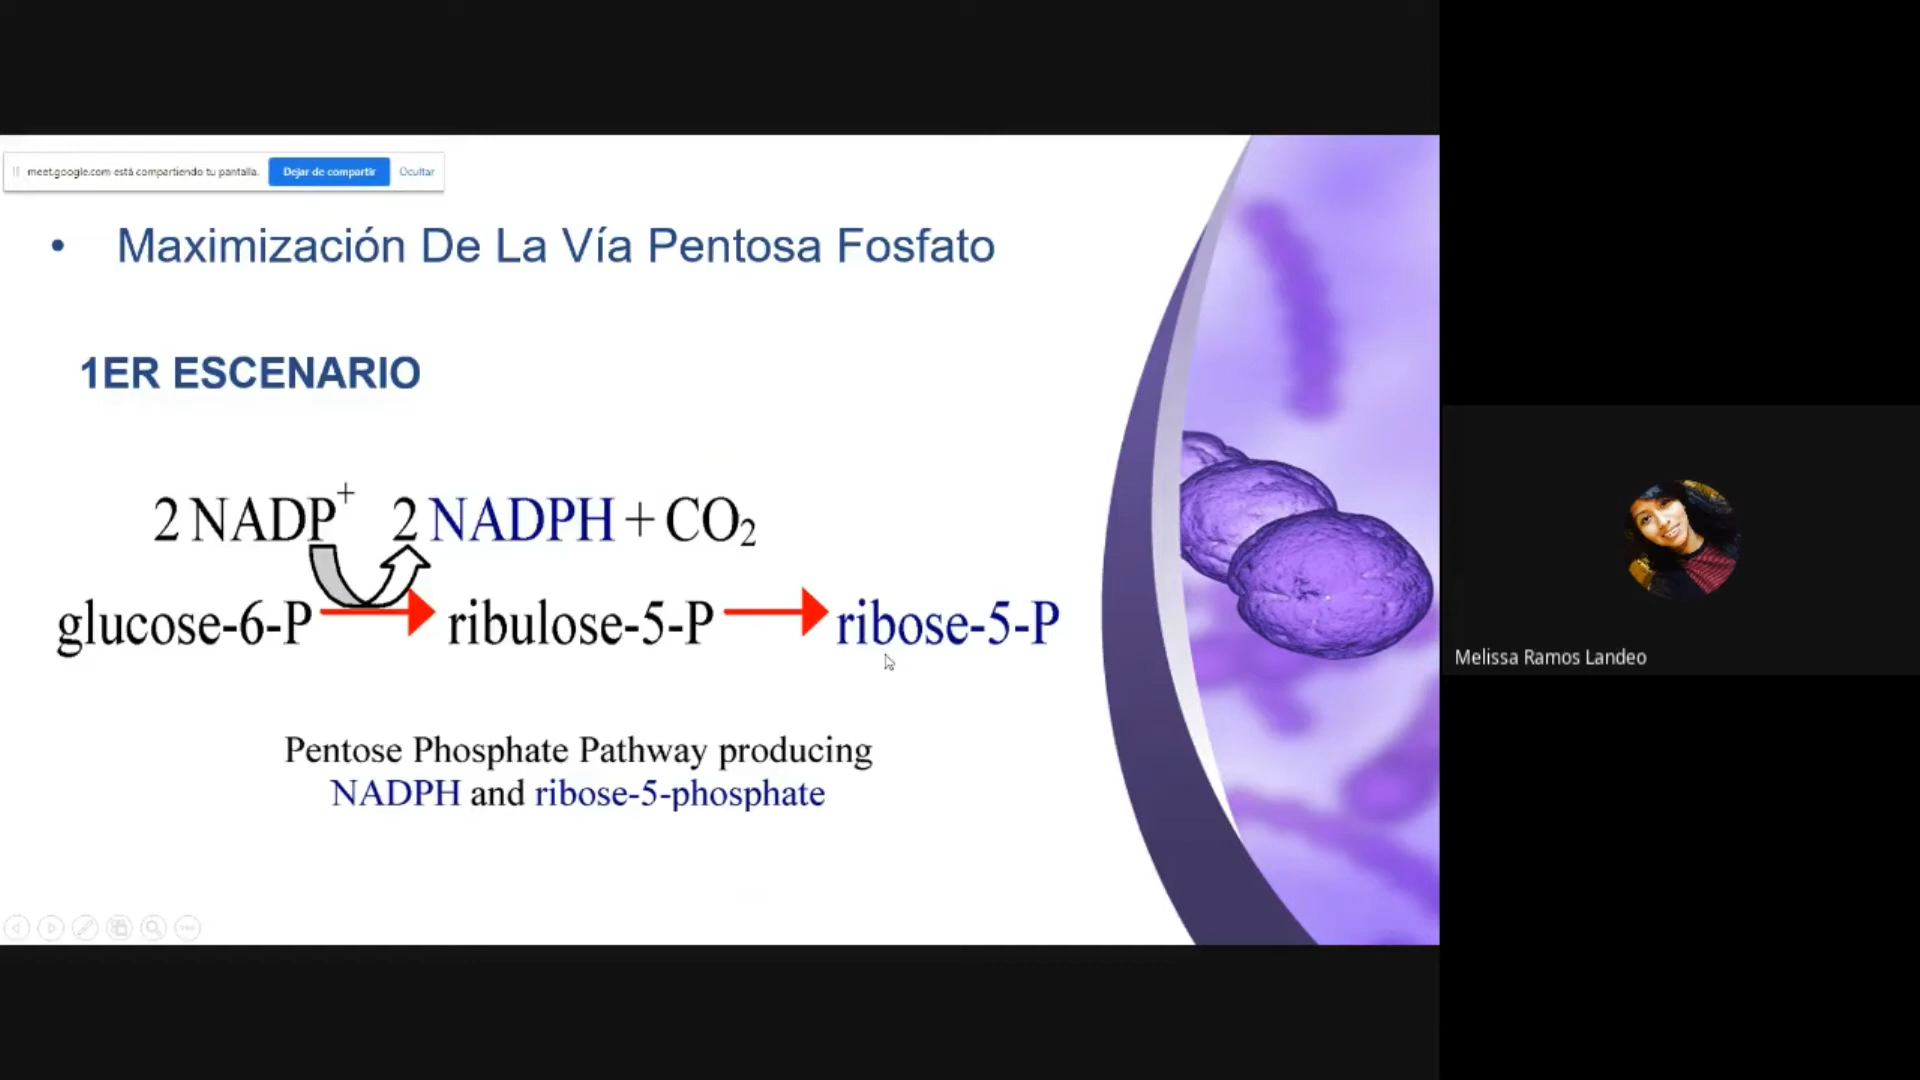 meet.google.com está compartiendo tu pantalla. Dejar de compartir Ocultar
• Maximización De La Vía Pentosa Fosfato
1ER ESCENARIO
2 NADP⁺ 2 NADPH + CO₂
glucose-6-P ribulose-5-P ribose-5-P
Pentose Phosphate Pathway producing
NADPH and ribose-5-phosphate
Melissa Ramos Landeo